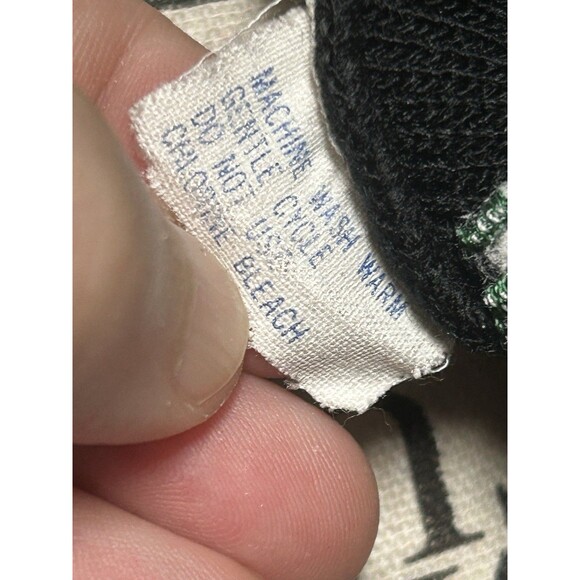 MACHINE WASH WARM
GENTLE CYCLE
DO NOT USE
CHLORINE BLEACH